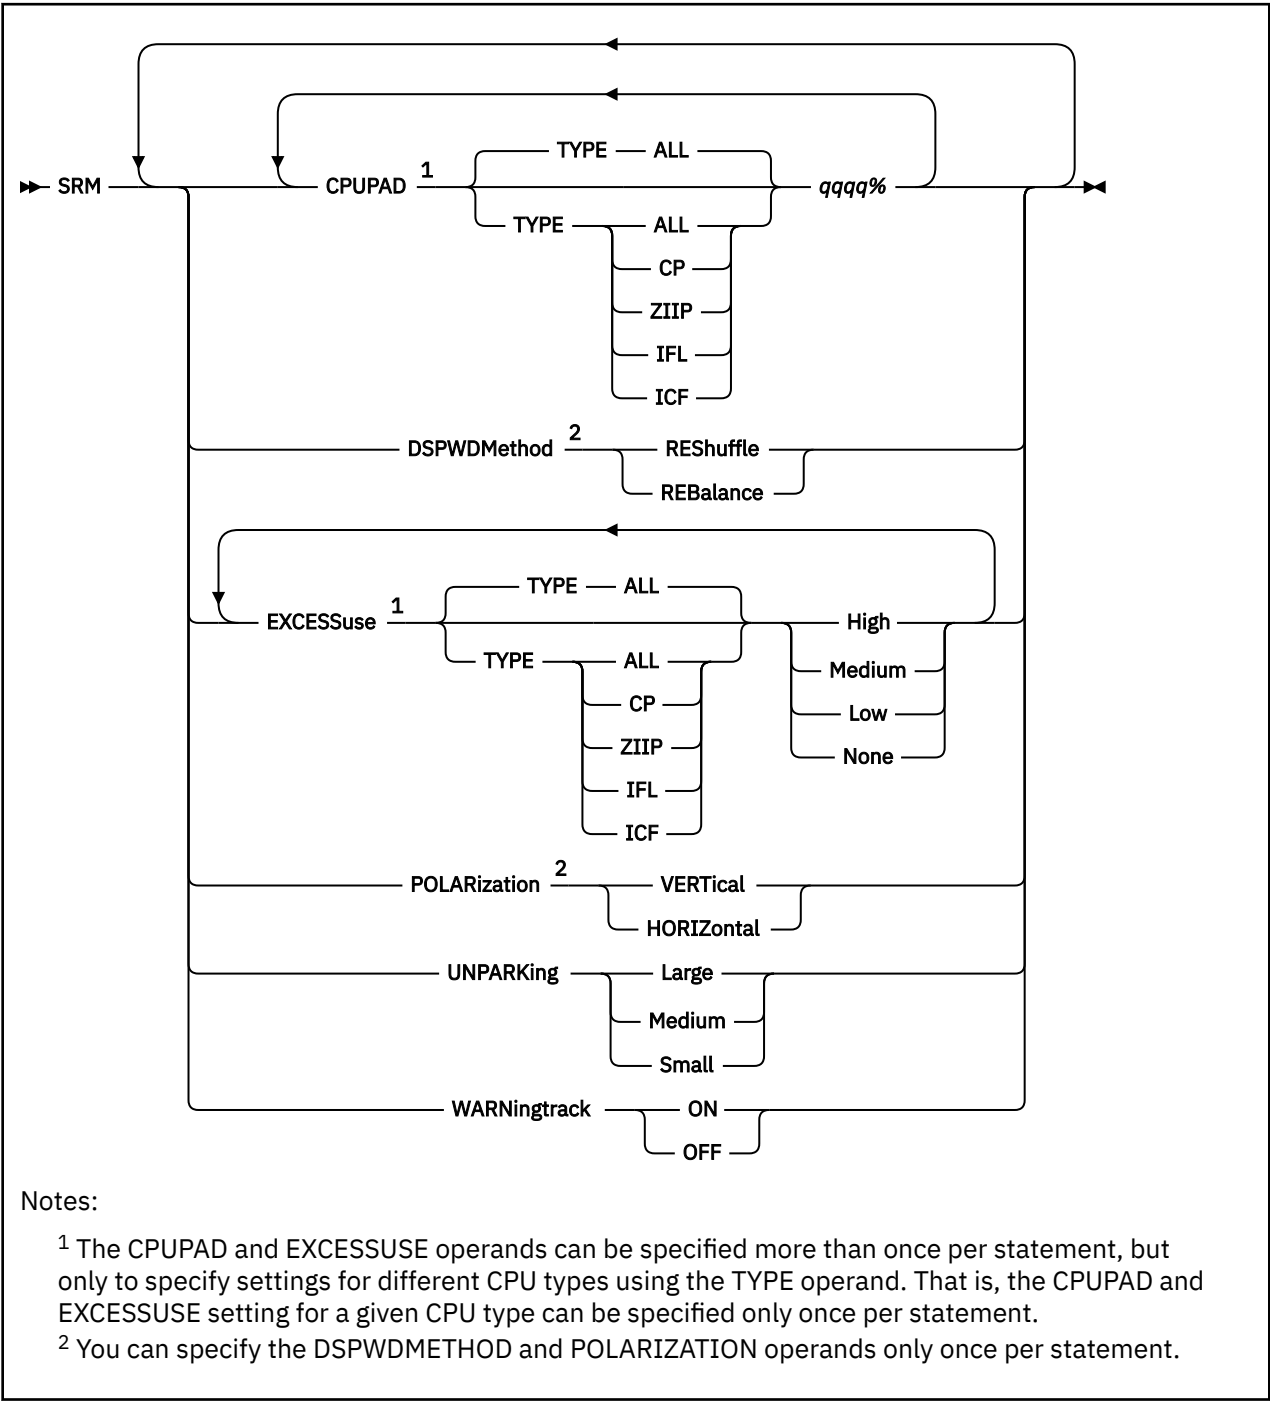 TYPE ALL
SRM CPUPAD 1 qqqq%
TYPE ALL
CP
ZIIP
IFL
ICF
DSPWDMethod 2 REShuffle
REBalance
TYPE ALL
EXCESSuse 1 High
TYPE ALL Medium
CP Low
ZIIP None
IFL
ICF
POLARization 2 VERTical
HORIZontal
UNPARKing Large
Medium
Small
WARNingtrack ON
OFF
Notes:
1 The CPUPAD and EXCESSUSE operands can be specified more than once per statement, but
only to specify settings for different CPU types using the TYPE operand. That is, the CPUPAD and
EXCESSUSE setting for a given CPU type can be specified only once per statement.
2 You can specify the DSPWDMETHOD and POLARIZATION operands only once per statement.